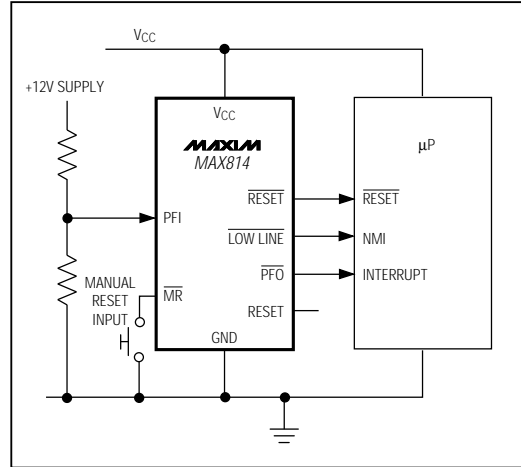 VCC
+12V SUPPLY
VCC
MAXIM
MAX814
μP
RESET
RESET
PFI
LOW LINE
NMI
PFO
INTERRUPT
MANUAL
RESET
INPUT
MR
RESET
GND